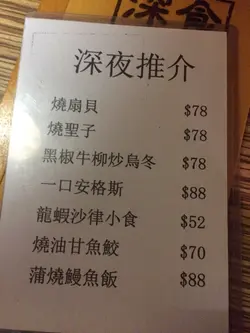 深食
深夜推介
燒扇貝 $78
燒聖子 $78
黑椒牛柳炒烏冬 $78
一口安格斯 $88
龍蝦沙律小食 $52
燒油甘魚鮫 $70
蒲燒鰻魚飯 $88